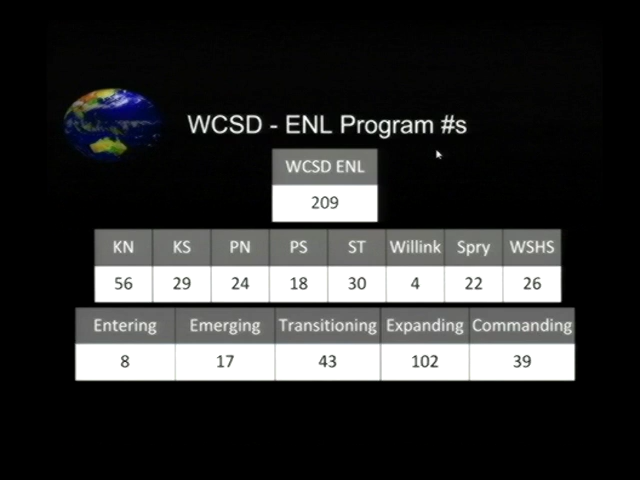 WCSD - ENL Program #s
WCSD ENL
209
KN KS PN PS ST Willink Spry WSHS
56 29 24 18 30 4 22 26
Entering Emerging Transitioning Expanding Commanding
8 17 43 102 39